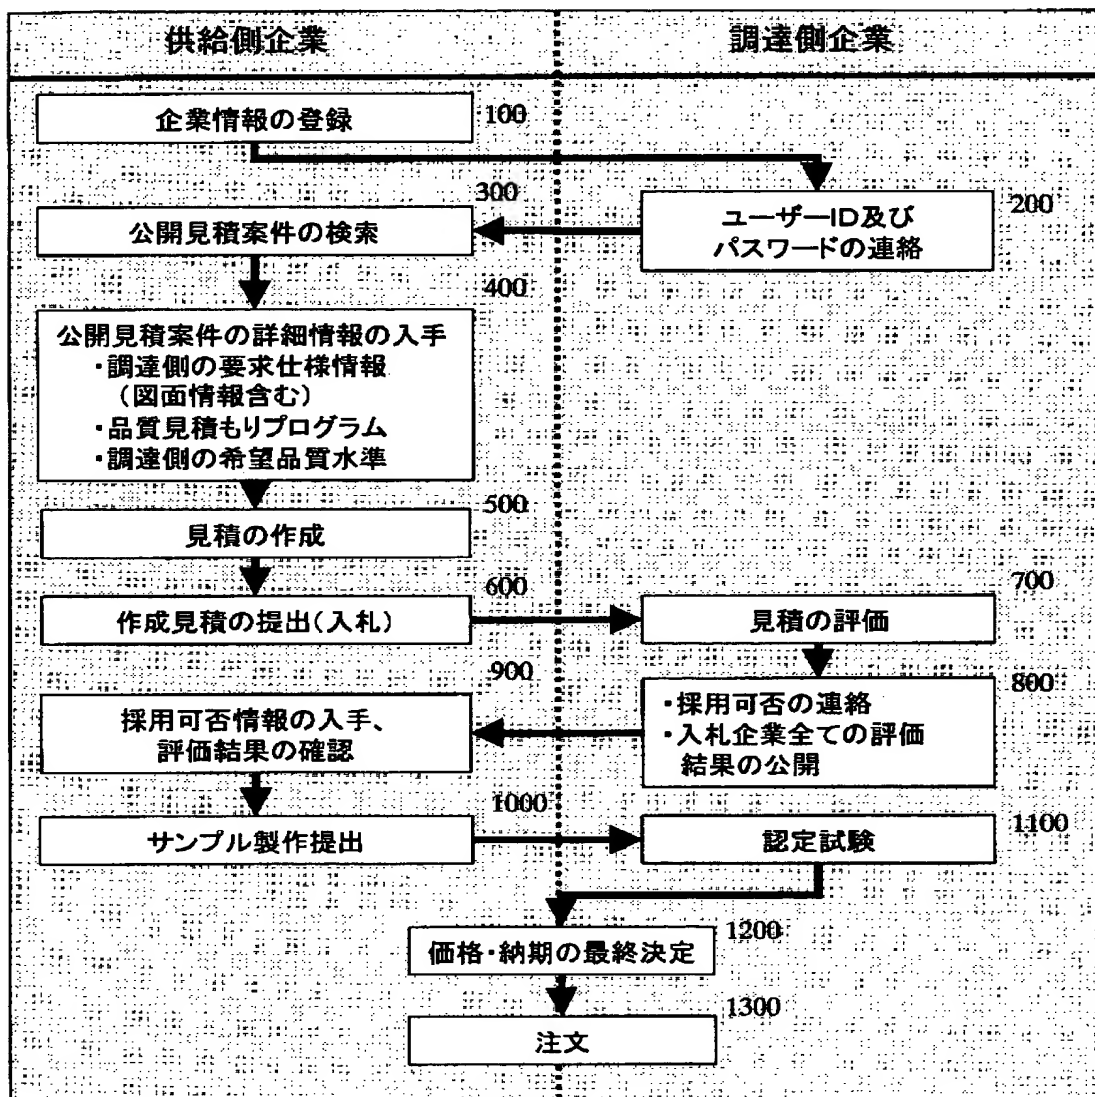 供給側企業
調達側企業
企業情報の登録
100
ユーザーID及び
パスワードの連絡
200
300
公開見積案件の検索
400
公開見積案件の詳細情報の入手
・調達側の要求仕様情報
（図面情報含む）
・品質見積もりプログラム
・調達側の希望品質水準
500
見積の作成
600
作成見積の提出（入札）
700
見積の評価
800
・採用可否の連絡
・入札企業全ての評価
結果の公開
900
採用可否情報の入手、
評価結果の確認
1000
サンプル製作提出
1100
認定試験
1200
価格・納期の最終決定
1300
注文